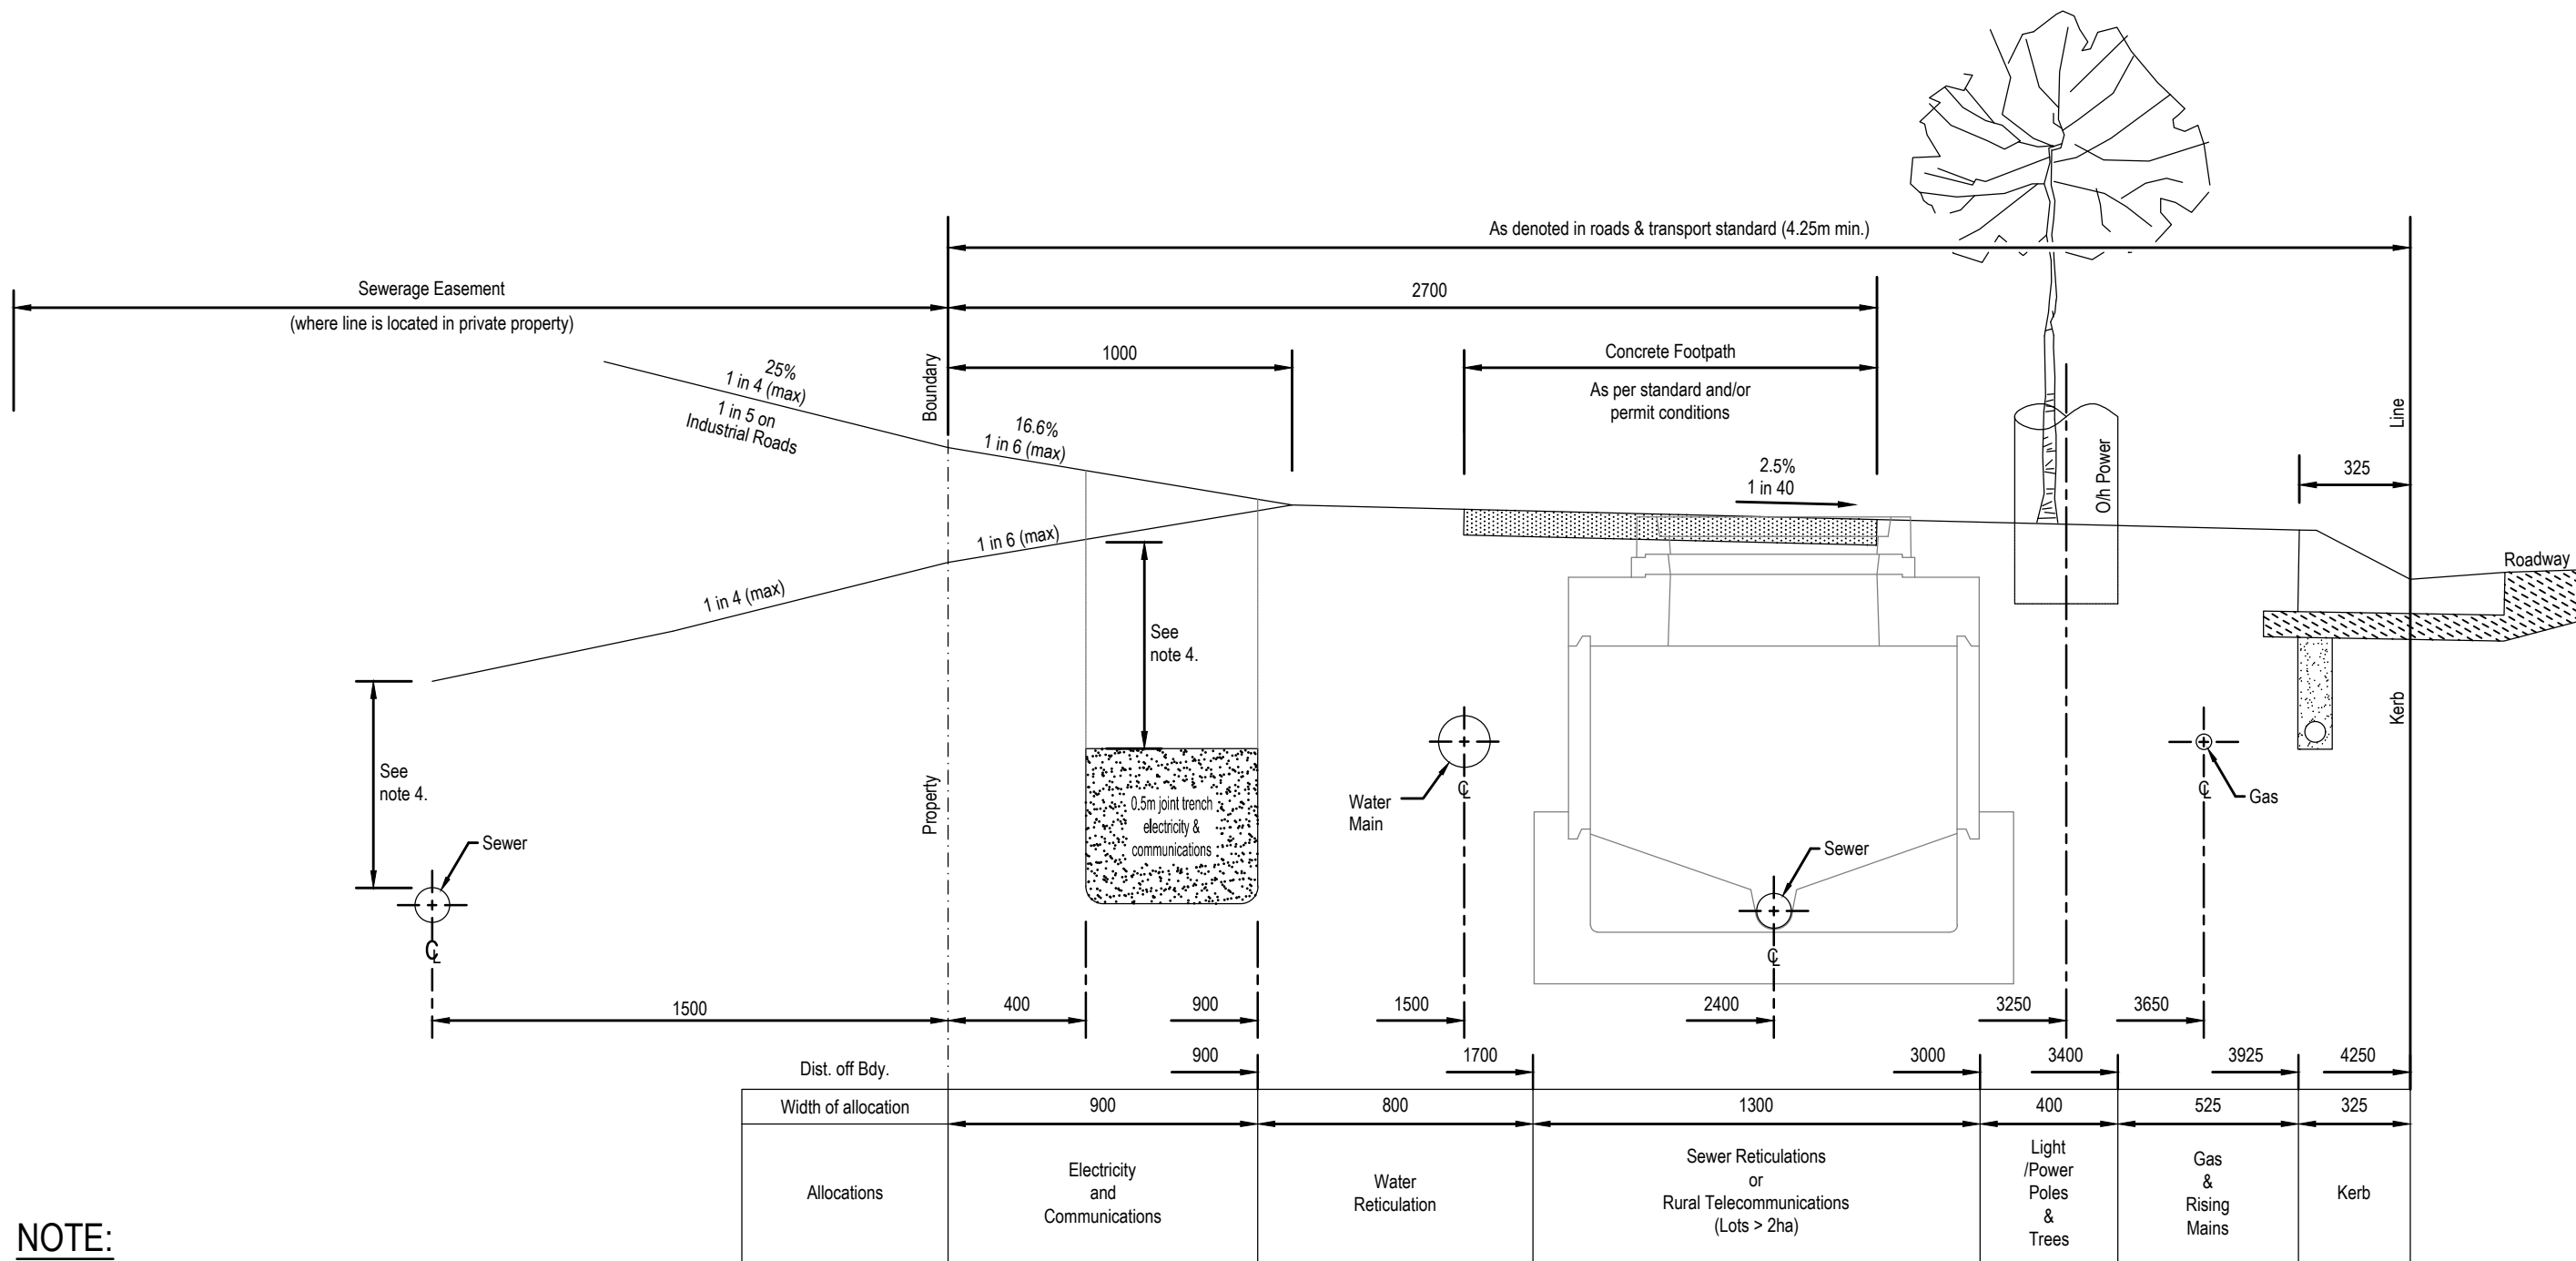 As denoted in roads & transport standard (4.25m min.)
Sewerage Easement
(where line is located in private property)
2700
1000
Concrete Footpath
As per standard and/or
permit conditions
25%
1 in 4 (max)
1 in 5 on
Industrial Roads
Boundary
16.6%
1 in 6 (max)
2.5%
1 in 40
O/h Power
Line
325
1 in 6 (max)
1 in 4 (max)
Roadway
See
note 4.
See
note 4.
Property
Kerb
0.5m joint trench
electricity &
communications
Water
Main
CL
CL
Gas
Sewer
Sewer
CL
CL
1500
400
900
1500
2400
3250
3650
Dist. off Bdy.
900
1700
3000
3400
3925
4250
Width of allocation
900
800
1300
400
525
325
Allocations
Electricity
and
Communications
Water
Reticulation
Sewer Reticulations
or
Rural Telecommunications
(Lots > 2ha)
Light
/Power
Poles
&
Trees
Gas
&
Rising
Mains
Kerb
NOTE: